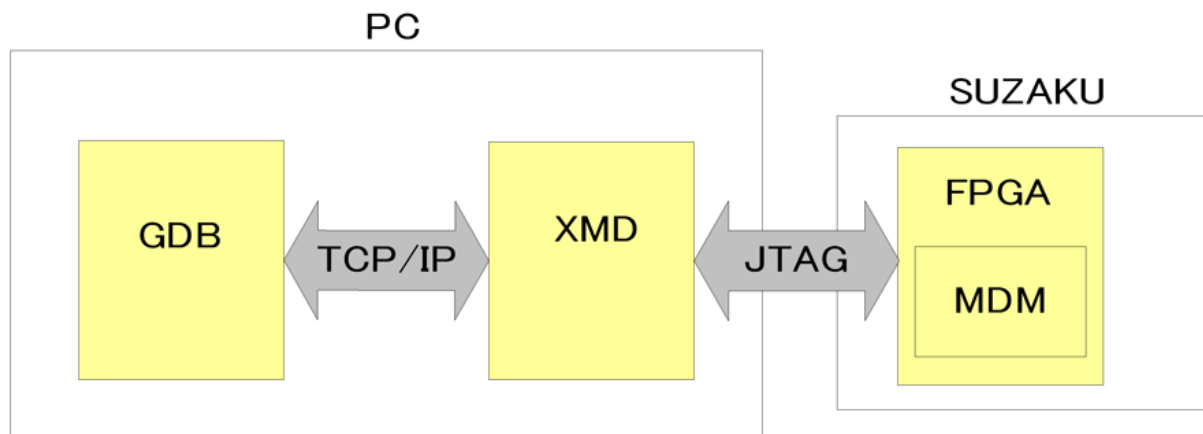 PC
SUZAKU
GDB
TCP/IP
XMD
JTAG
FPGA
MDM